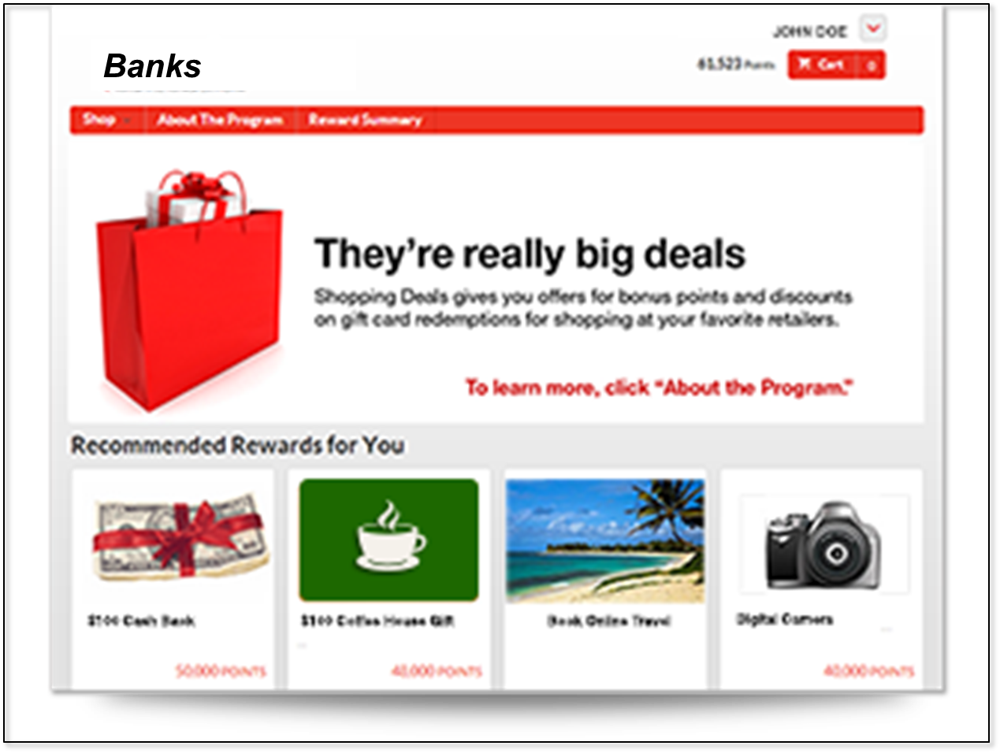 JOHN DOE
Banks
61,523 Points
Cart 0
Shop About The Program Reward Summary
They're really big deals
Shopping Deals gives you offers for bonus points and discounts
on gift card redemptions for shopping at your favorite retailers.
To learn more, click “About the Program.”
Recommended Rewards for You
$100 Cash Back $100 Coffee House Gift Book Online Travel Digital Camera
50,000 POINTS 40,000 POINTS 40,000 POINTS